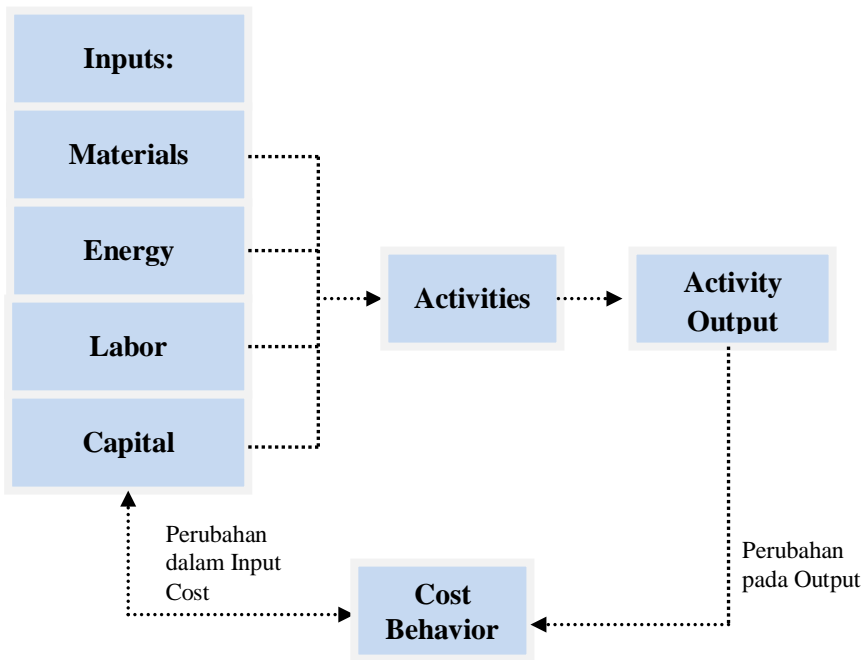 Inputs:
Materials
Energy
Labor
Capital
Activities
Activity
Output
Perubahan
dalam Input
Cost
Cost
Behavior
Perubahan
pada Output